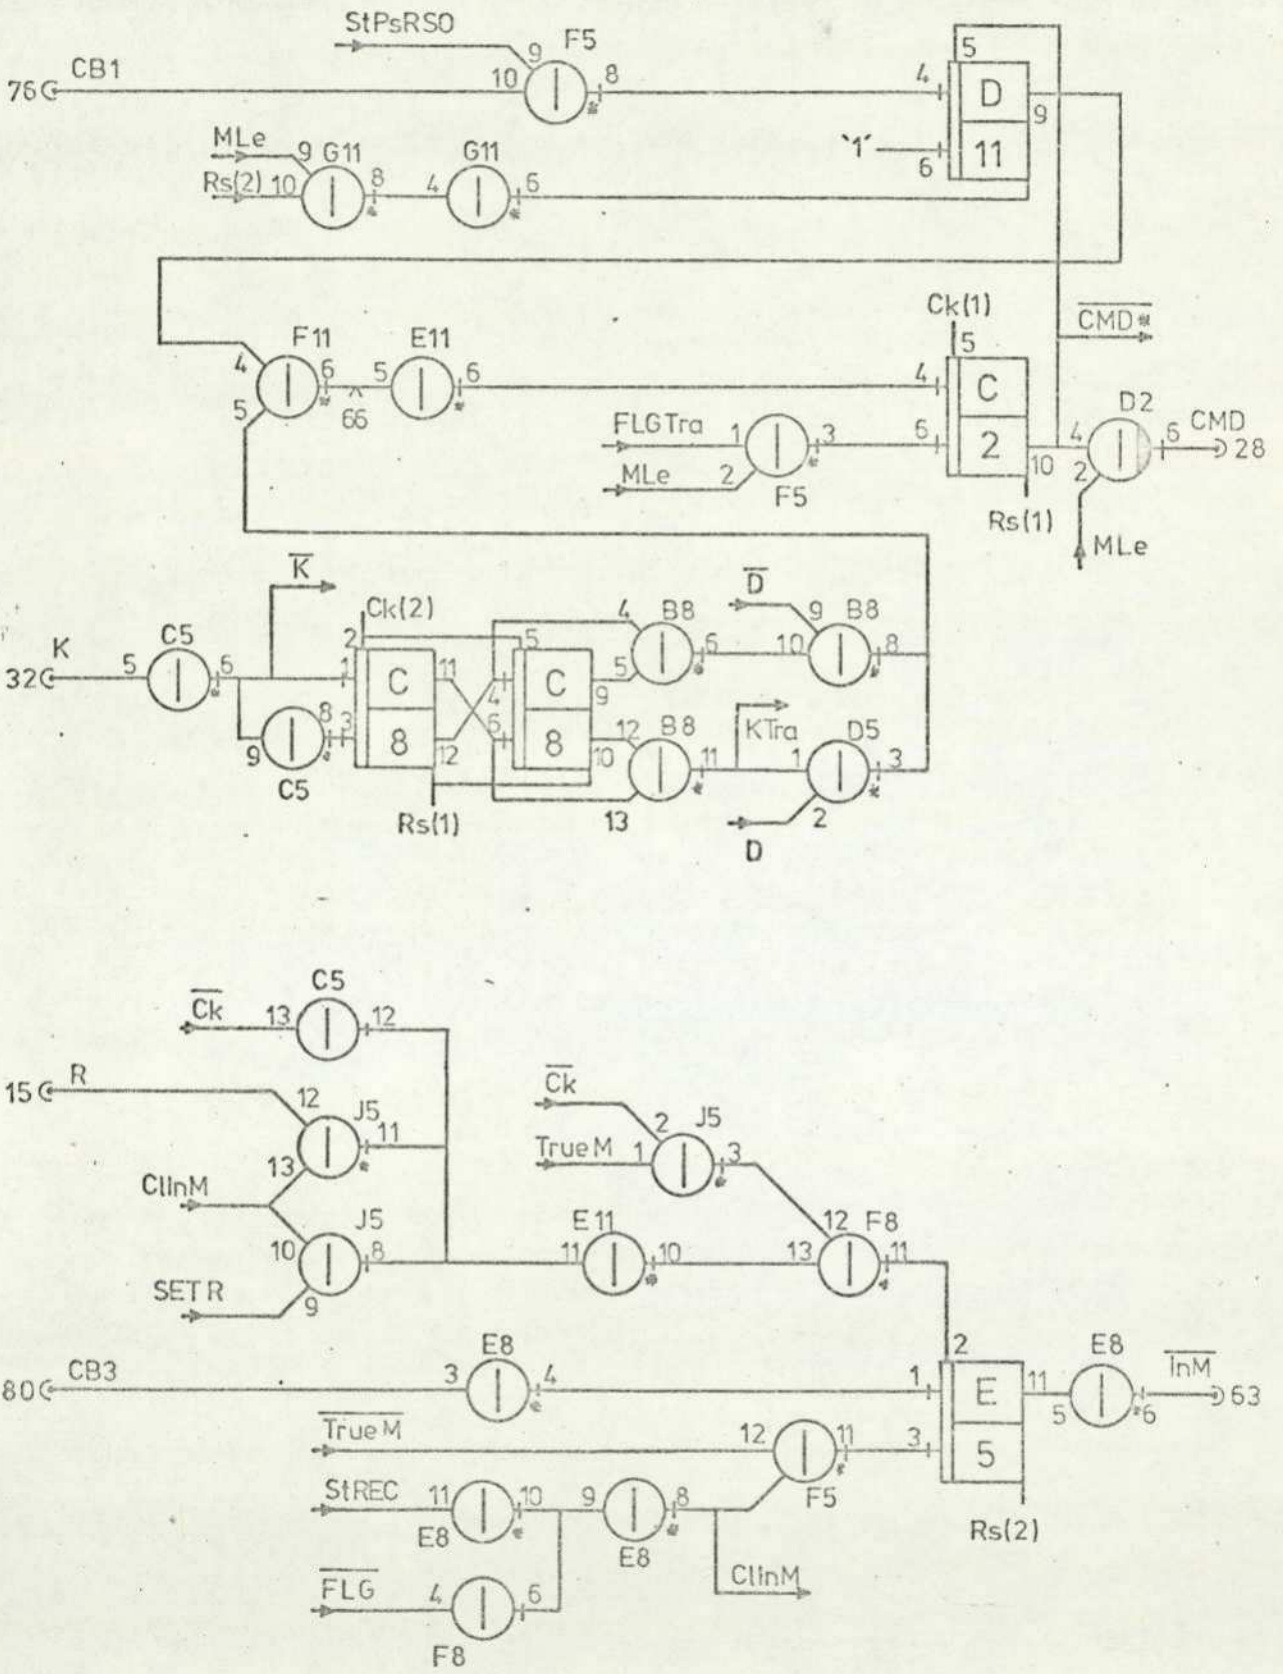 StPsRSO
F5
9
5
76 CB1 10 8 4 D 9
'1' 6 11
MLe 9 G11 G11
Rs(2) 10 8 4 6
Ck(1)
CMD*
F11 E11 5
4 6 5 6 4 C D2
5 66
FLGTra 1 3 6 2 10 4 6 CMD 28
MLe 2 F5 2
Rs(1)
MLe
K
D
C5 Ck(2) 4 B8 9 B8
32 K 5 6 2 5 6 10 8
1 C 11 4 C 9 5
8 KTra
9 3 8 12 6 8 10 12 B8 11 1 D5 3
C5
Rs(1) 13 2
D
C5
Ck 13 12
15 R
12 J5 11
13
Ck
2 J5
TrueM 1 3
ClInM
J5 E11 12 F8
10 8 11 10 13 11
SETR 9
2
80 CB3 3 E8 4 1 E 11 5 E8 6 InM 63
TrueM 12 11 3 5
F5
StREC 11 10 9 8
E8 E8
Rs(2)
FLG 4 6 ClInM
F8